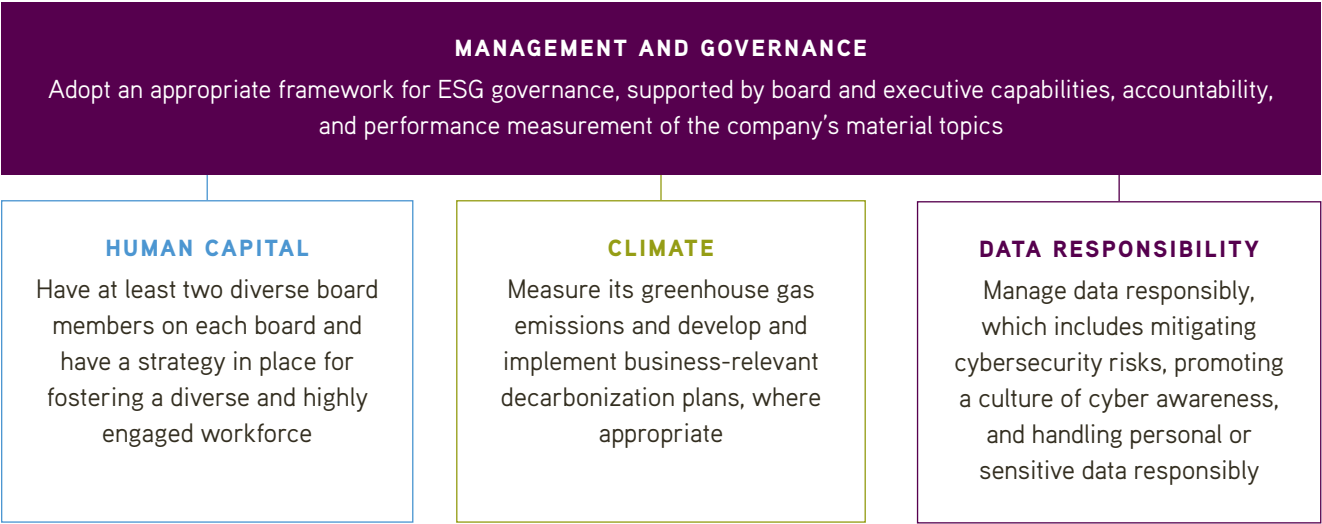 MANAGEMENT AND GOVERNANCE
Adopt an appropriate framework for ESG governance, supported by board and executive capabilities, accountability,
and performance measurement of the company’s material topics
HUMAN CAPITAL
Have at least two diverse board
members on each board and
have a strategy in place for
fostering a diverse and highly
engaged workforce
CLIMATE
Measure its greenhouse gas
emissions and develop and
implement business-relevant
decarbonization plans, where
appropriate
DATA RESPONSIBILITY
Manage data responsibly,
which includes mitigating
cybersecurity risks, promoting
a culture of cyber awareness,
and handling personal or
sensitive data responsibly